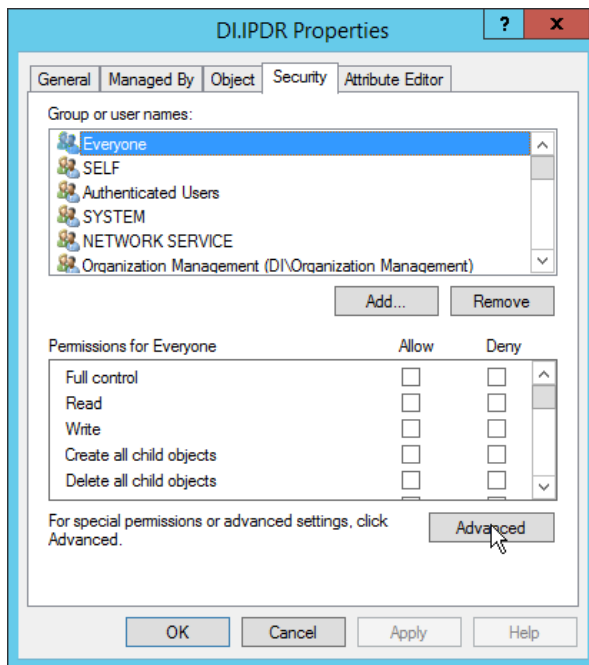 DI.IPDR Properties
?
x
General Managed By Object Security Attribute Editor
Group or user names:
Everyone
SELF
Authenticated Users
SYSTEM
NETWORK SERVICE
Organization Management (DI\Organization Management)
Add... Remove
Permissions for Everyone Allow Deny
Full control
Read
Write
Create all child objects
Delete all child objects
For special permissions or advanced settings, click
Advanced.
Advanced
OK Cancel Apply Help